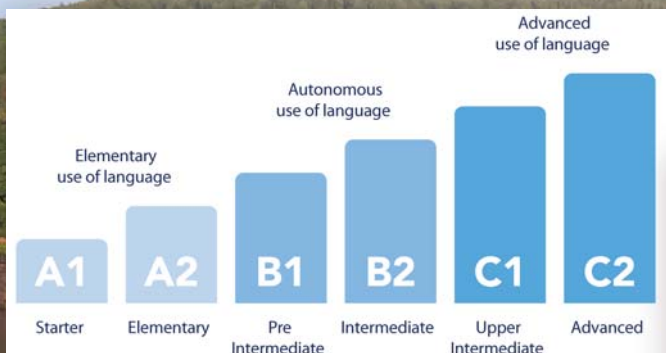 Advanced
use of language
Autonomous
use of language
Elementary
use of language
A1
A2
B1
B2
C1
C2
Starter
Elementary
Pre
Intermediate
Intermediate
Upper
Intermediate
Advanced